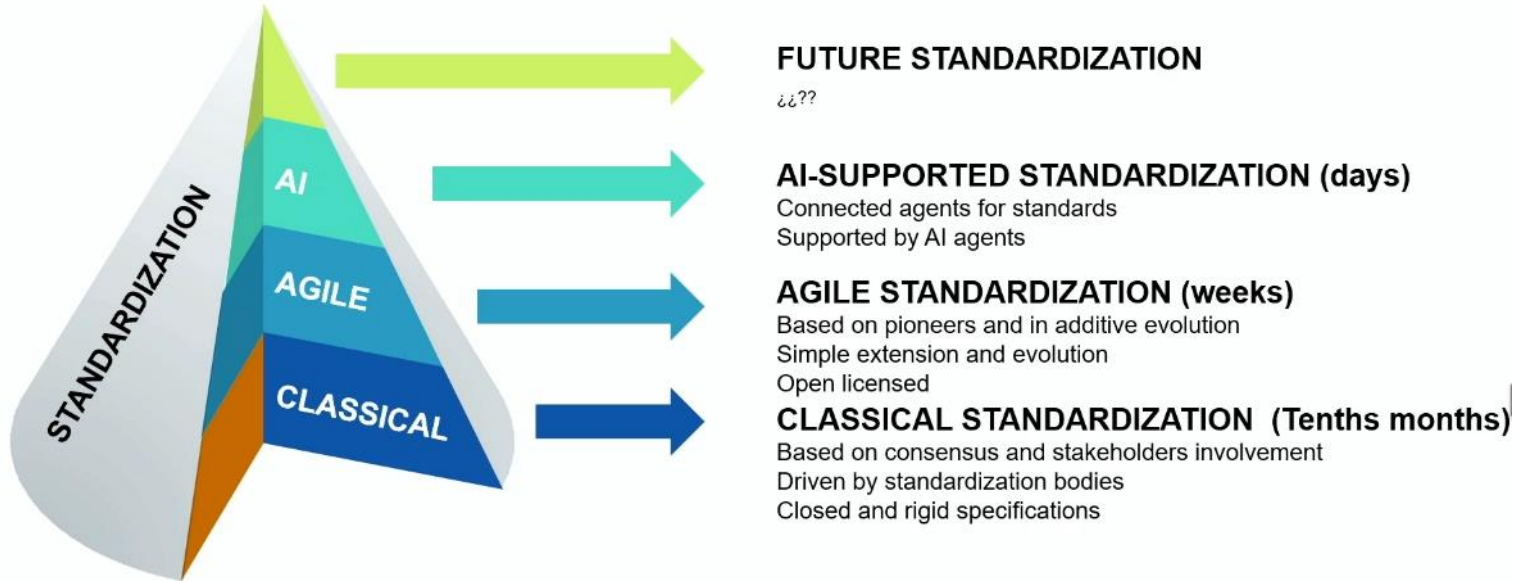 STANDARDIZATION
AI
AGILE
CLASSICAL
FUTURE STANDARDIZATION
¿¿??
AI-SUPPORTED STANDARDIZATION (days)
Connected agents for standards
Supported by AI agents
AGILE STANDARDIZATION (weeks)
Based on pioneers and in additive evolution
Simple extension and evolution
Open licensed
CLASSICAL STANDARDIZATION (Tenths months)
Based on consensus and stakeholders involvement
Driven by standardization bodies
Closed and rigid specifications